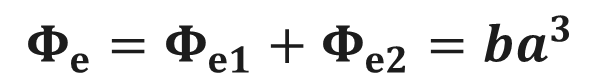 Φₑ = Φₑ₁ + Φₑ₂ = ba³